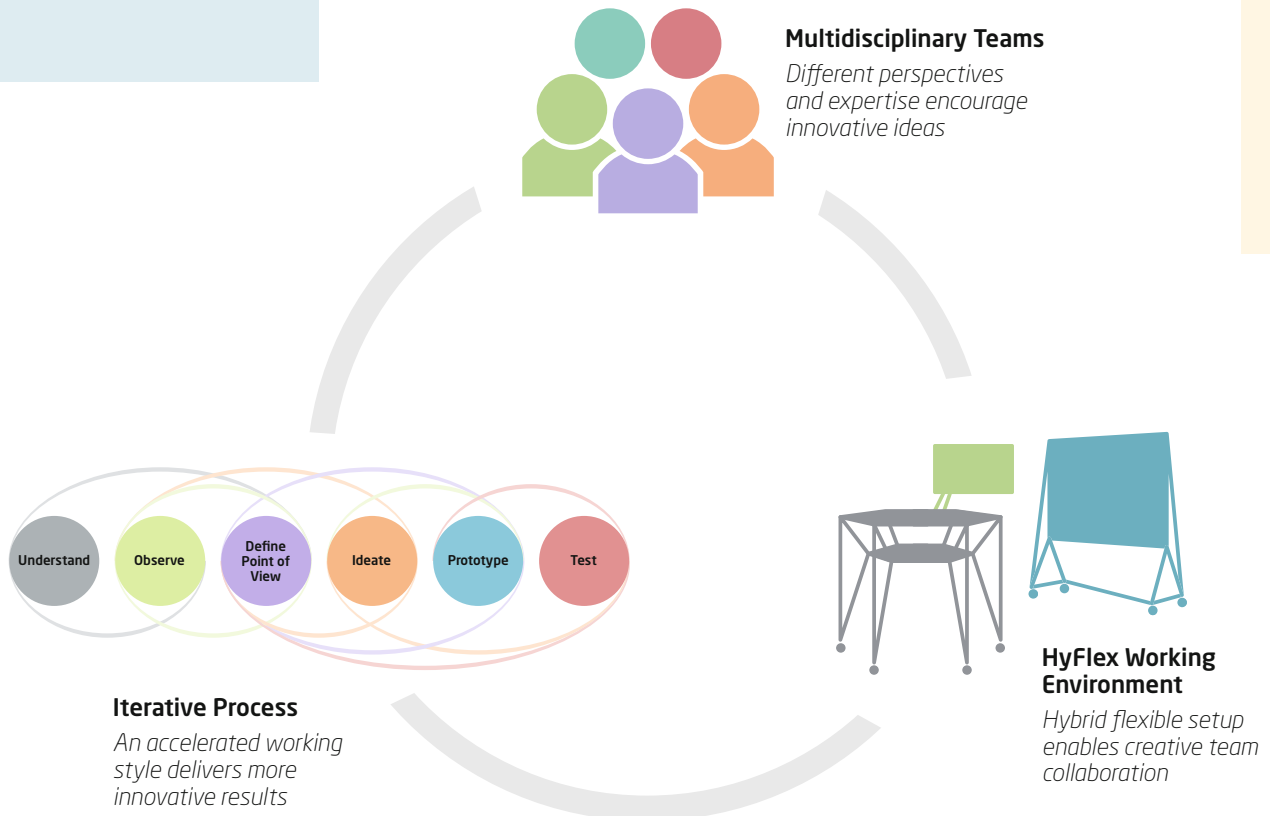 Multidisciplinary Teams
Different perspectives
and expertise encourage
innovative ideas
Understand
Observe
Define
Point of
View
Ideate
Prototype
Test
Iterative Process
An accelerated working
style delivers more
innovative results
HyFlex Working
Environment
Hybrid flexible setup
enables creative team
collaboration